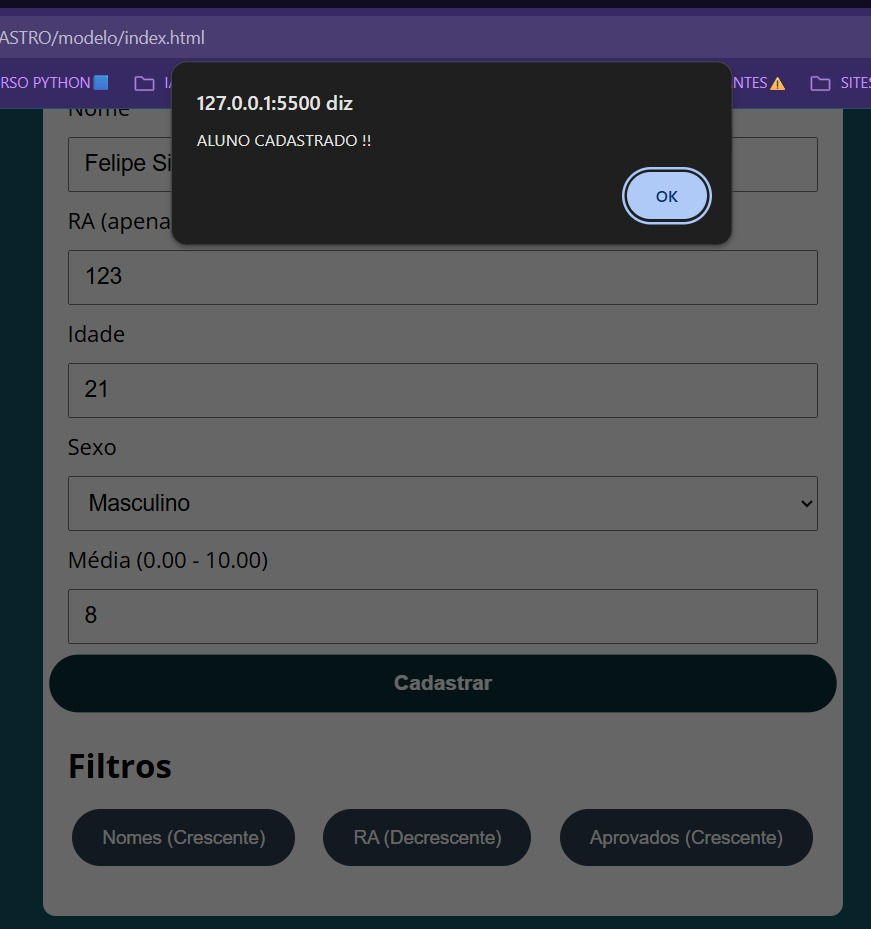 ASTRO/modelo/index.html
RSO PYTHON
NTES
SITES
127.0.0.1:5500 diz
ALUNO CADASTRADO !!
OK
Nome
Felipe Si
RA (apena
123
Idade
21
Sexo
Masculino
Média (0.00 - 10.00)
8
Cadastrar
Filtros
Nomes (Crescente)
RA (Decrescente)
Aprovados (Crescente)